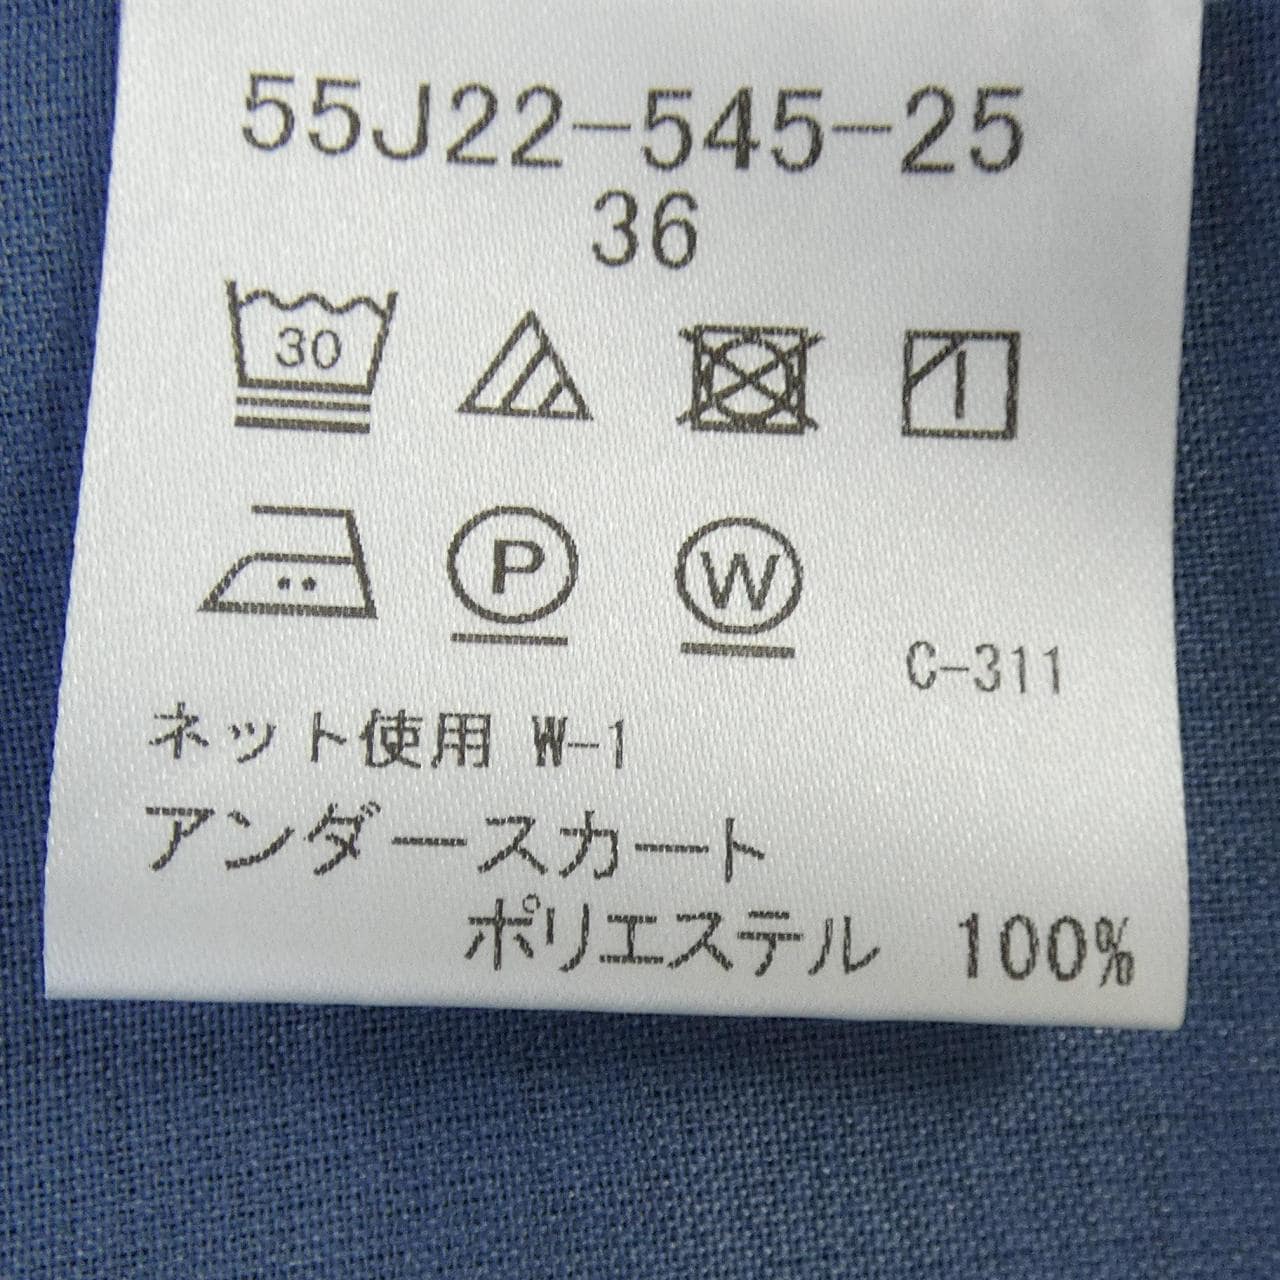 55J22-545-25
36
30
P W
C-311
ネット使用 W-1
アンダースカート
ポリエステル 100%